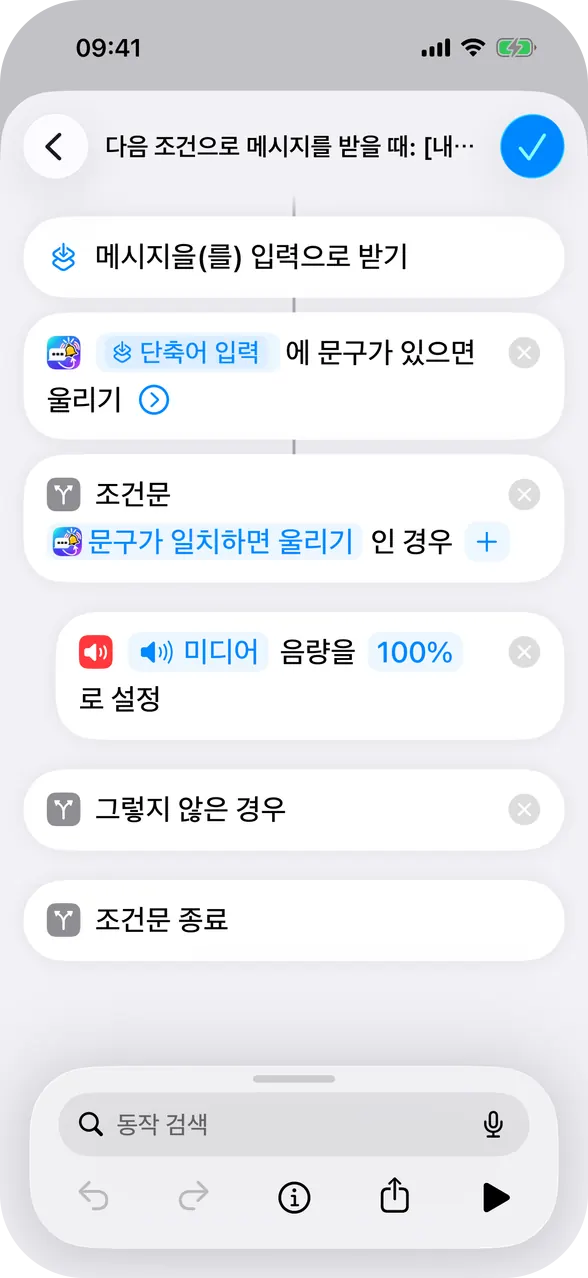 09:41
다음 조건으로 메시지를 받을 때: [내…
메시지을(를) 입력으로 받기
단축어 입력 에 문구가 있으면
울리기
조건문
문구가 일치하면 울리기 인 경우 +
미디어 음량을 100%
로 설정
그렇지 않은 경우
조건문 종료
동작 검색